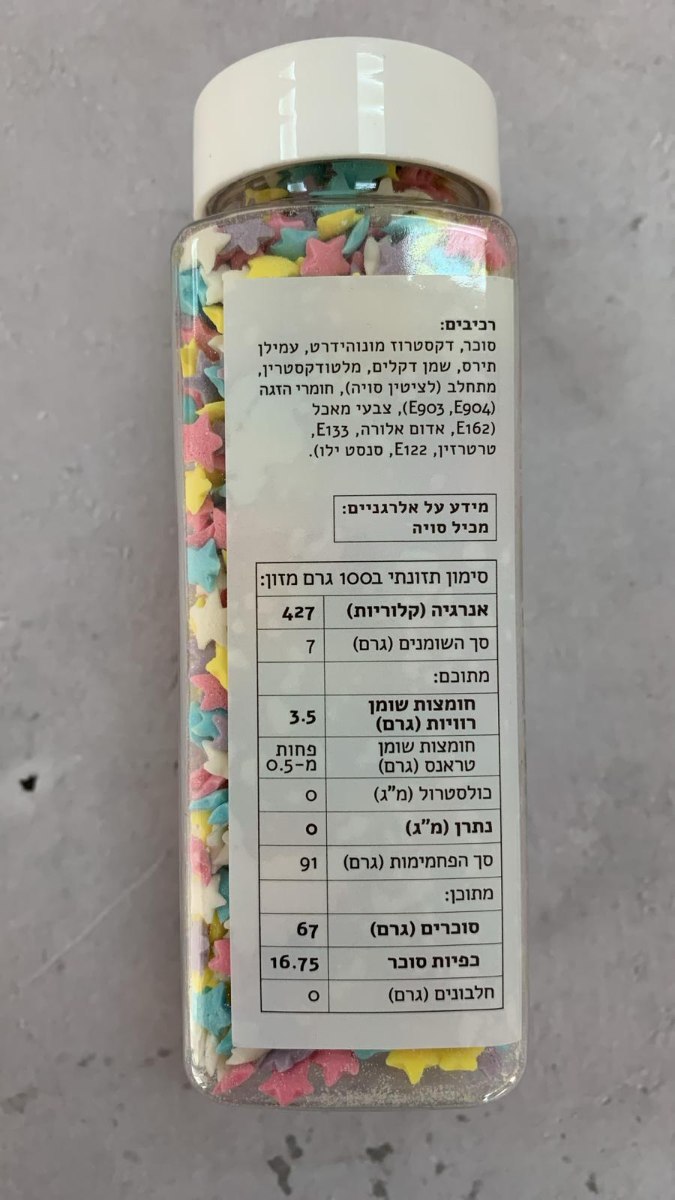 רכיבים:
סוכר, דקסטרוז מונוהידרט, עמילן
תירס, שמן דקלים, מלטודקסטרין,
מתחלב (לציטין סויה), חומרי הזגה
(E903 ,E904), צבעי מאכל
(E162, אדום אלורה, E133,
טרטרזין, E122, סנסט ילו).
מידע על אלרגניים:
מכיל סויה
סימון תזונתי ב100 גרם מזון:
אנרגיה (קלוריות) 427
סך השומנים (גרם) 7
מתוכם:
חומצות שומן
רוויות (גרם) 3.5
חומצות שומן פחות
טראנס (גרם) מ-0.5
כולסטרול (מ"ג) 0
נתרן (מ"ג) 0
סך הפחמימות (גרם) 91
מתוכן:
סוכרים (גרם) 67
כפיות סוכר 16.75
חלבונים (גרם) 0